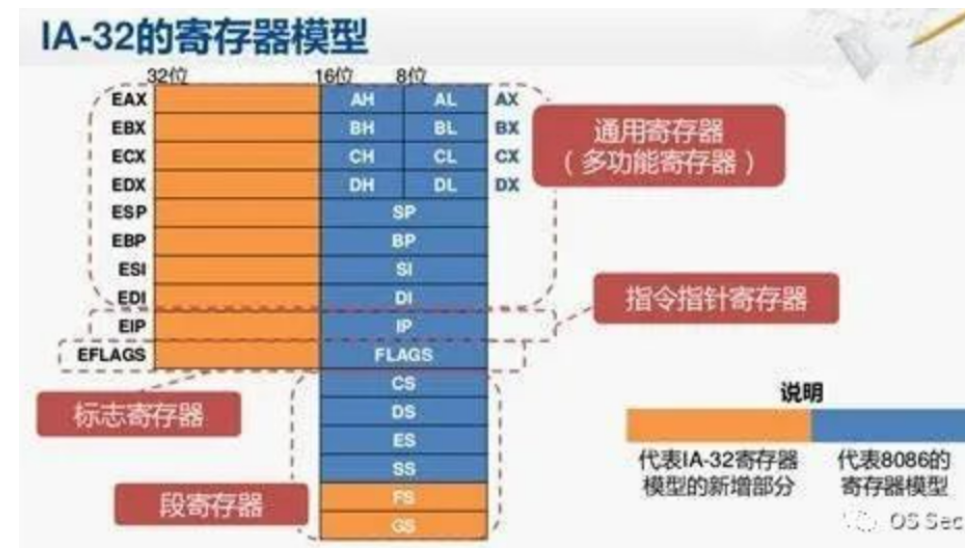 IA-32的寄存器模型
32位 16位 8位
EAX AH AL AX
EBX BH BL BX
ECX CH CL CX
EDX DH DL DX
通用寄存器
（多功能寄存器）
ESP SP
EBP BP
ESI SI
EDI DI
指令指针寄存器
EIP IP
EFLAGS FLAGS
标志寄存器
CS
DS
ES
SS
FS
GS
段寄存器
说明
代表IA-32寄存器
模型的新增部分
代表8086的
寄存器模型
OS Sec